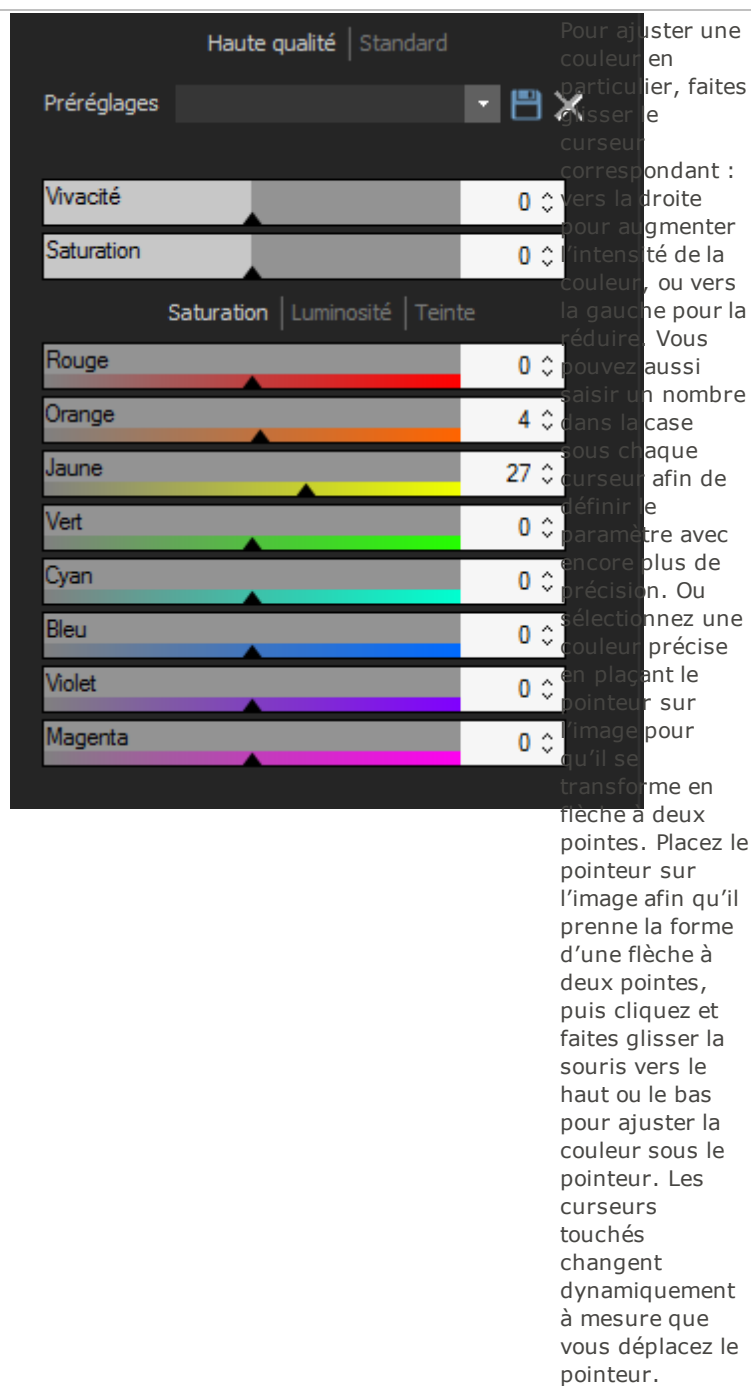 Haute qualité | Standard
Préréglages
Vivacité 0
Saturation 0
Saturation | Luminosité | Teinte
Rouge 0
Orange 4
Jaune 27
Vert 0
Cyan 0
Bleu 0
Violet 0
Magenta 0
Pour ajuster une
couleur en
particulier, faites
glisser le
curseur
correspondant :
vers la droite
pour augmenter
l’intensité de la
couleur, ou vers
la gauche pour la
réduire. Vous
pouvez aussi
saisir un nombre
dans la case
sous chaque
curseur afin de
définir le
paramètre avec
encore plus de
précision. Ou
sélectionnez une
couleur précise
en plaçant le
pointeur sur
l’image pour
qu’il se
transforme en
flèche à deux
pointes. Placez le
pointeur sur
l’image afin qu’il
prenne la forme
d’une flèche à
deux pointes,
puis cliquez et
faites glisser la
souris vers le
haut ou le bas
pour ajuster la
couleur sous le
pointeur. Les
curseurs
touchés
changent
dynamiquement
à mesure que
vous déplacez le
pointeur.